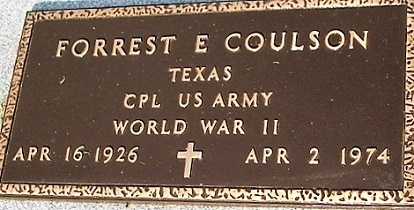 FORREST E COULSON
TEXAS
CPL US ARMY
WORLD WAR II
APR 16 1926 APR 2 1974